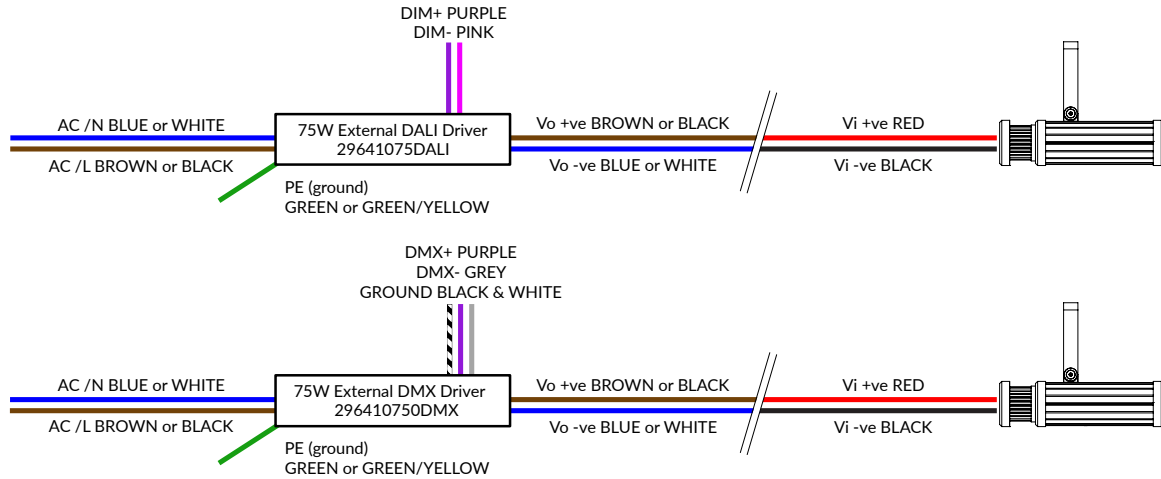 DIM+ PURPLE
DIM- PINK
AC /N BLUE or WHITE
AC /L BROWN or BLACK
75W External DALI Driver
29641075DALI
PE (ground)
GREEN or GREEN/YELLOW
Vo +ve BROWN or BLACK
Vo -ve BLUE or WHITE
Vi +ve RED
Vi -ve BLACK
DMX+ PURPLE
DMX- GREY
GROUND BLACK & WHITE
AC /N BLUE or WHITE
AC /L BROWN or BLACK
75W External DMX Driver
296410750DMX
PE (ground)
GREEN or GREEN/YELLOW
Vo +ve BROWN or BLACK
Vo -ve BLUE or WHITE
Vi +ve RED
Vi -ve BLACK